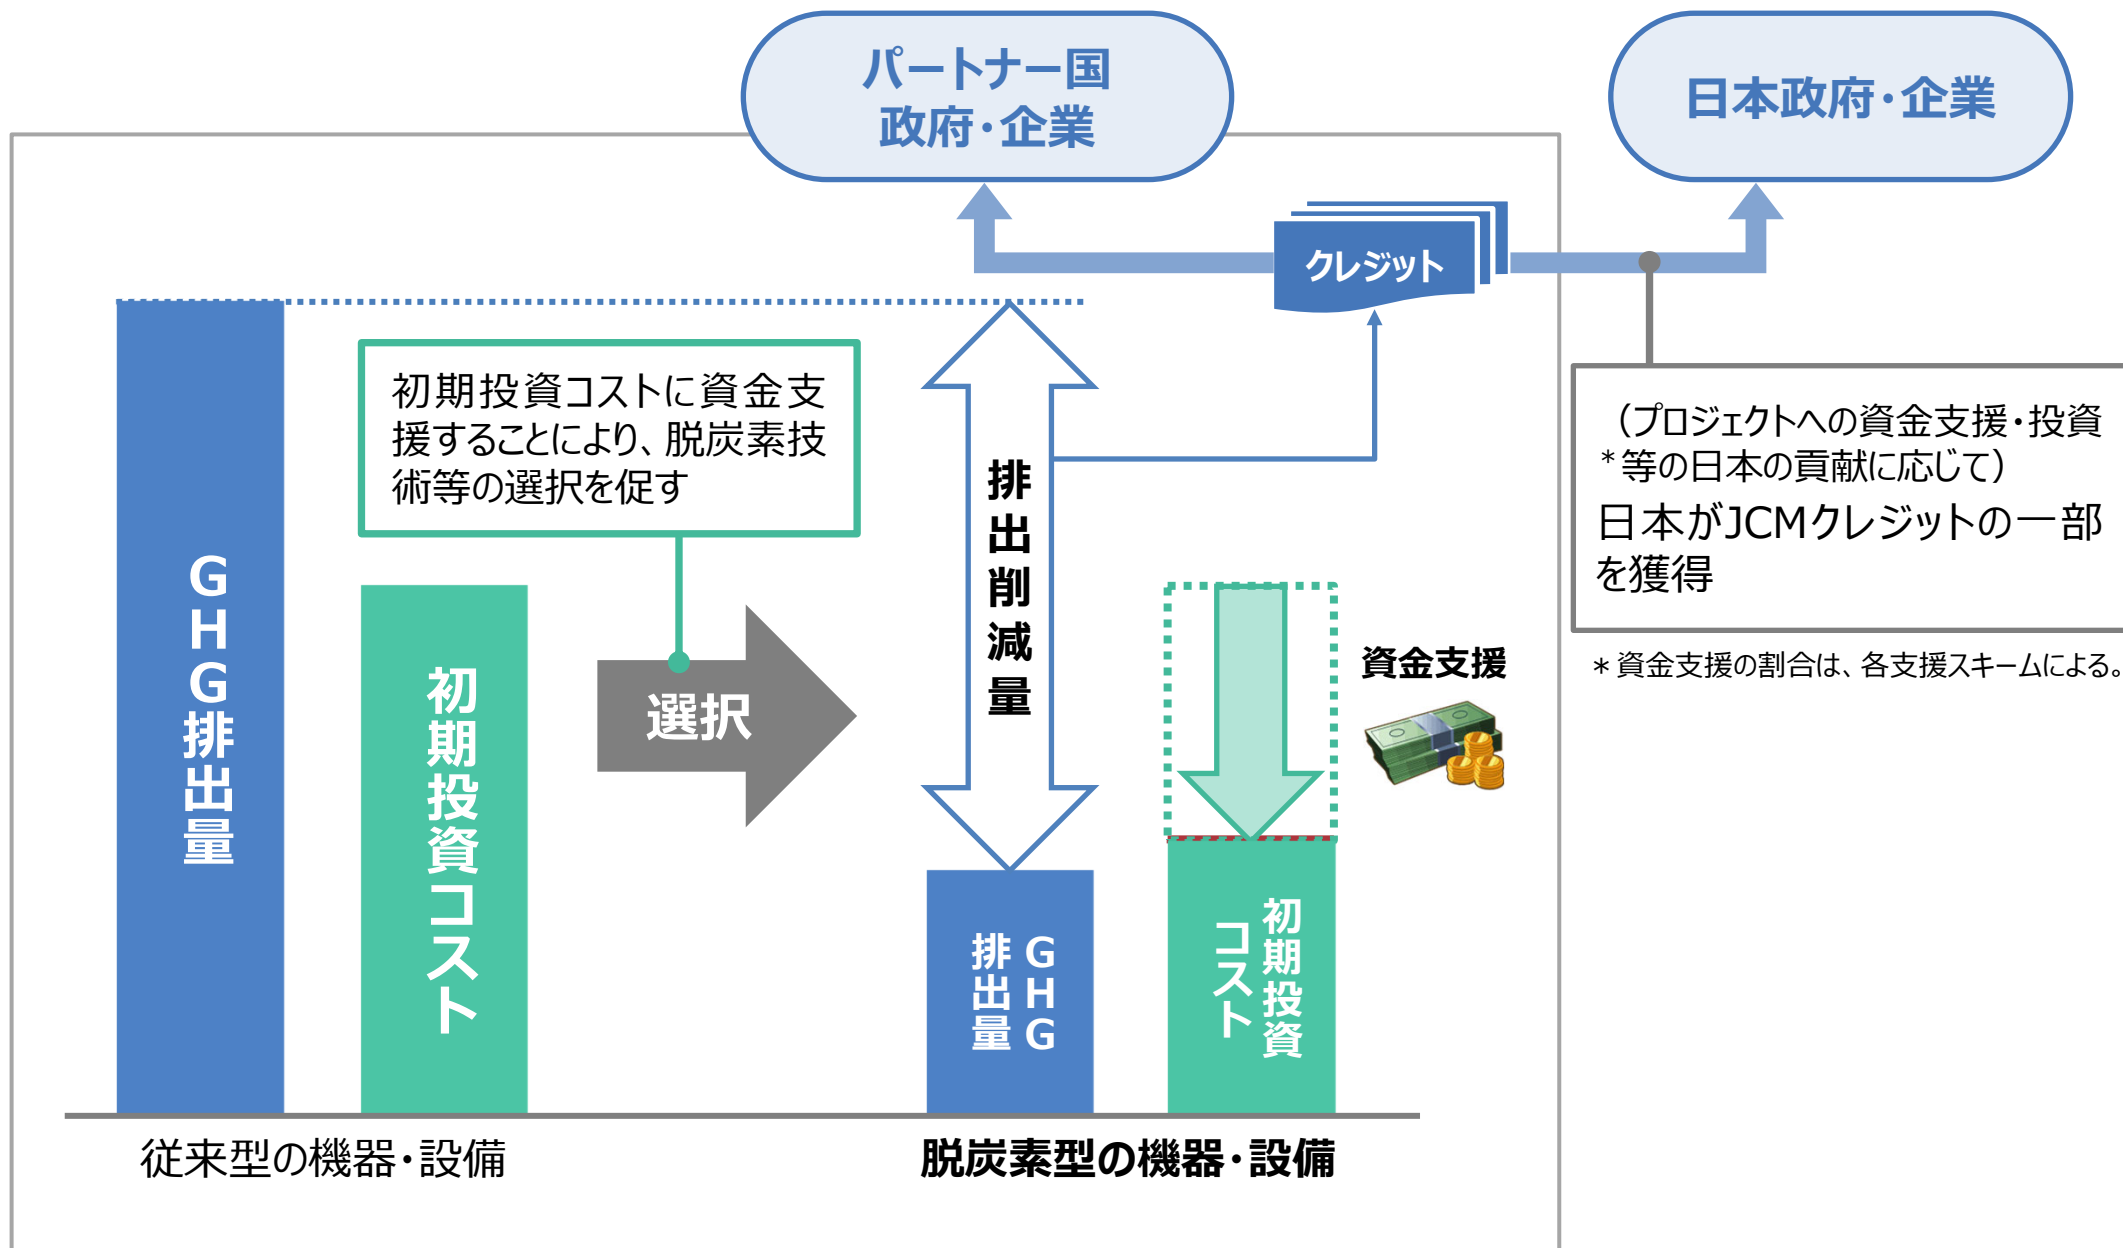 パートナー国
政府・企業
日本政府・企業
クレジット
初期投資コストに資金支
援することにより、脱炭素技
術等の選択を促す
（プロジェクトへの資金支援・投資
*等の日本の貢献に応じて）
日本がJCMクレジットの一部
を獲得
＊資金支援の割合は、各支援スキームによる。
GHG排出量
初期投資コスト
選択
排出削減量
資金支援
GHG
排出量
初期投資
コスト
従来型の機器・設備
脱炭素型の機器・設備